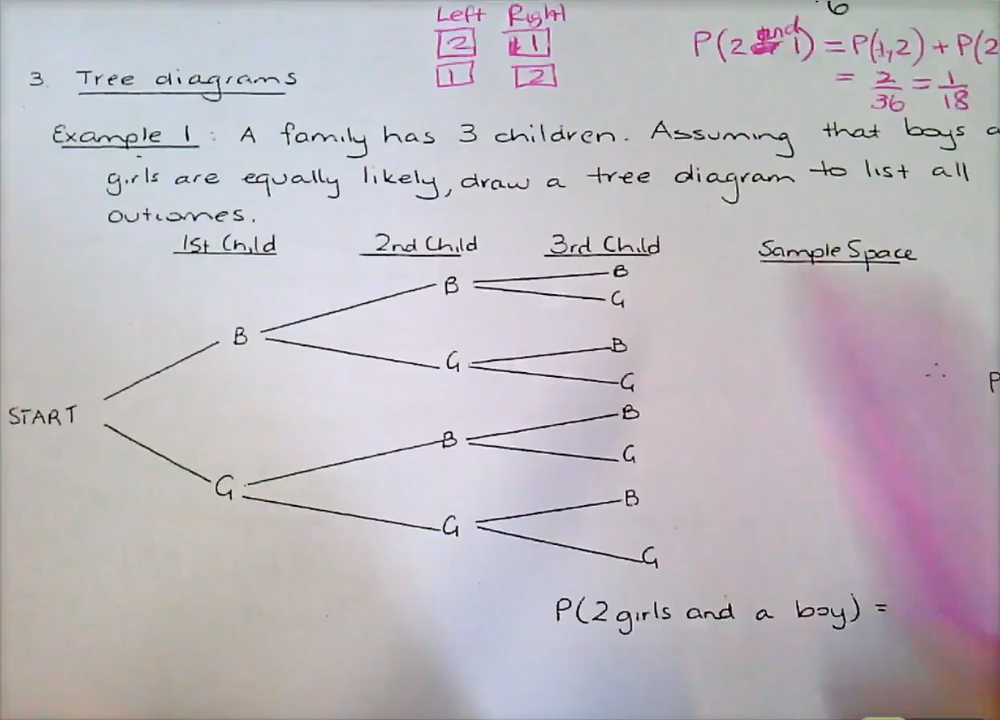 6
Left Right
2 1
1 2
P(2 and 1) = P(1,2) + P(2
= 2/36 = 1/18
3. Tree diagrams
Example 1: A family has 3 children. Assuming that boys a
girls are equally likely, draw a tree diagram to list all
outcomes.
1st Child 2nd Child 3rd Child Sample Space
B
B
G
B
B
G
G
START
B
B
G
G
B
G
G
∴ P
P(2 girls and a boy) =